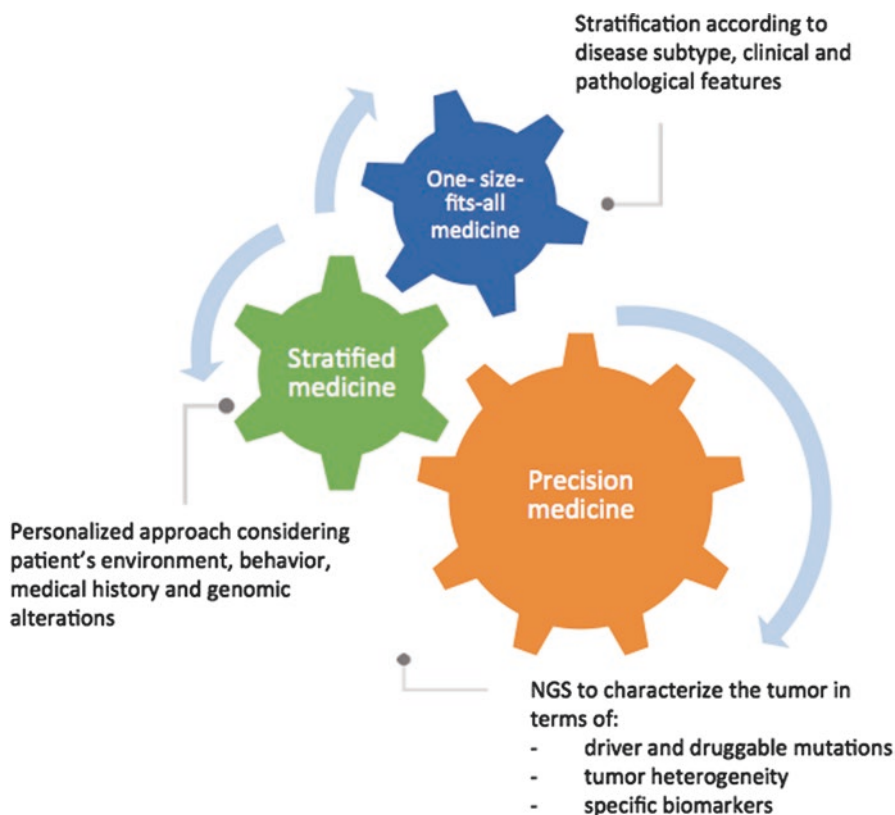 Stratification according to
disease subtype, clinical and
pathological features
One- size-
fits-all
medicine
Stratified
medicine
Precision
medicine
Personalized approach considering
patient's environment, behavior,
medical history and genomic
alterations
NGS to characterize the tumor in
terms of:
- driver and druggable mutations
- tumor heterogeneity
- specific biomarkers